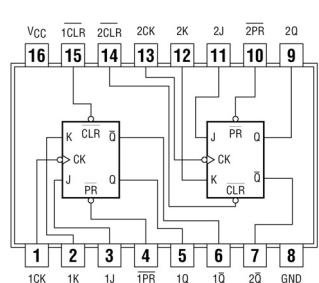 V_CC 1CLR 2CLR 2CK 2K 2J 2PR 2Q
16 15 14 13 12 11 10 9
K CLR Q̅ J PR Q
CK CK
J PR Q K CLR Q̅
1 2 3 4 5 6 7 8
1CK 1K 1J 1PR 1Q 1Q̅ 2Q̅ GND